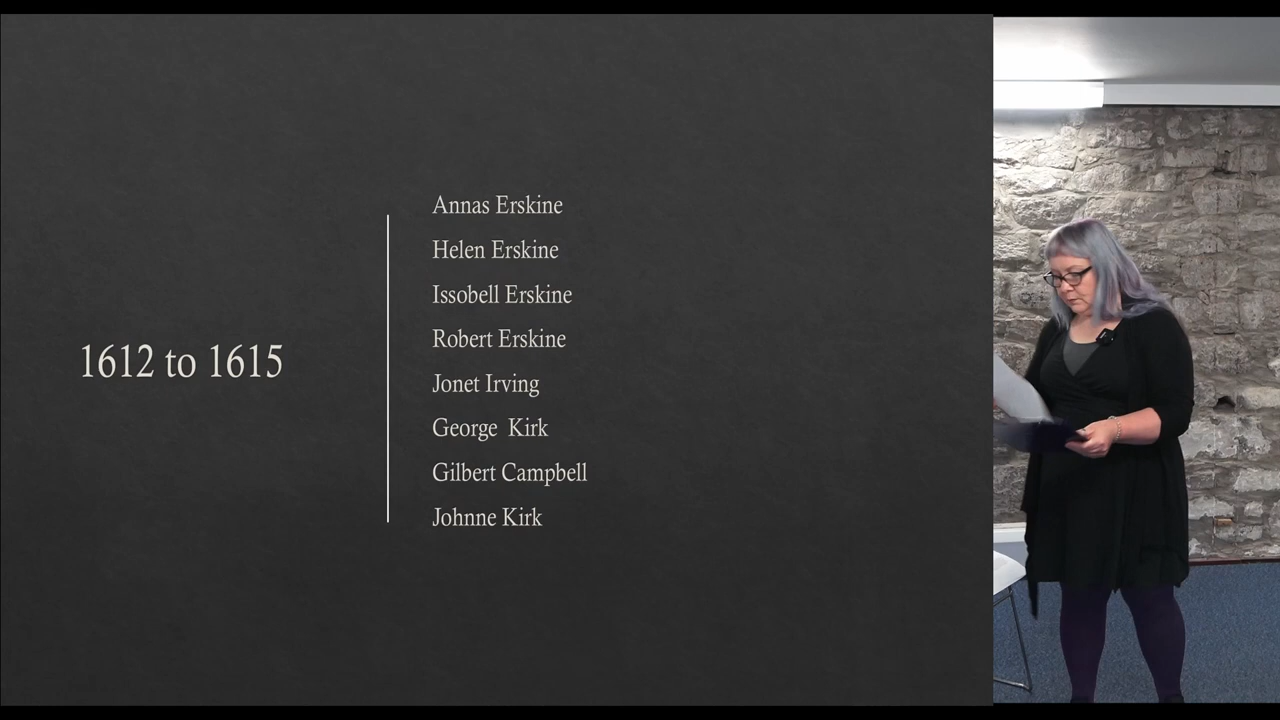 1612 to 1615
Annas Erskine
Helen Erskine
Issobell Erskine
Robert Erskine
Jonet Irving
George  Kirk
Gilbert Campbell
Johnne Kirk